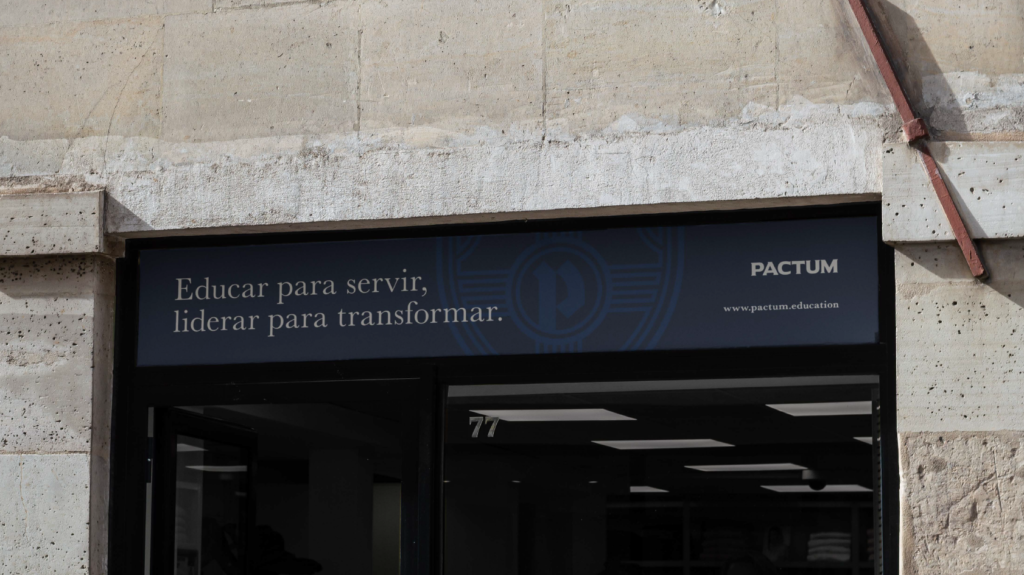 Educar para servir,
liderar para transformar.
p
PACTUM
www.pactum.education
77